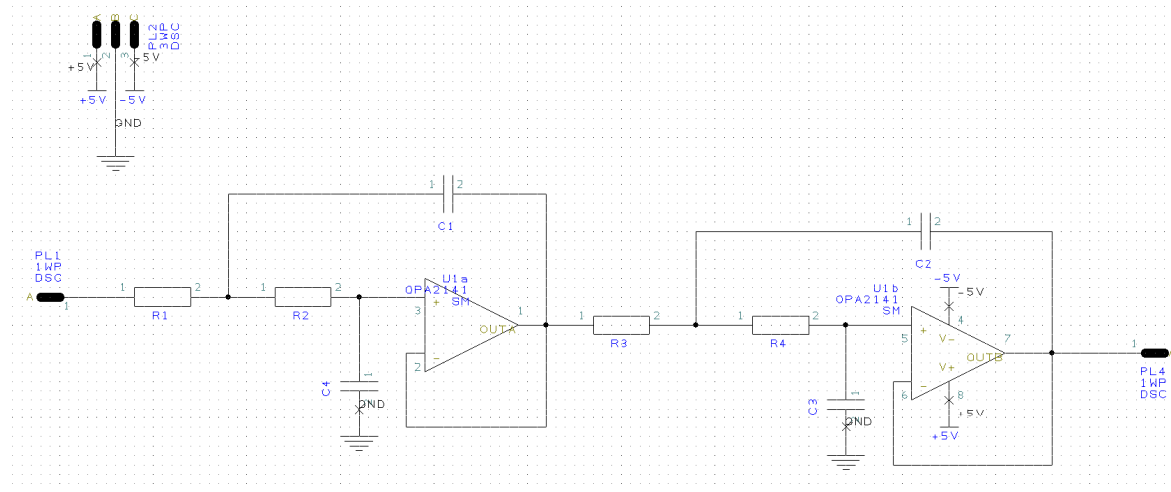 A B C
PL2
3WP
DSC
1 2 3
+5V
-5V
+5V
-5V
GND
1 2
C1
PL1
1WP
DSC
A
1
1 2
R1
1 2
R2
U1a
OPA2141
SM
+
3
1
OUTA
-
2
C4
1
GND
1 2
R3
1 2
C2
-5V
-5V
U1b
OPA2141
SM
1 2
R4
4
+
5
V-
7
OUTB
V+
-
6
8
+5V
+5V
C3
1
GND
1
PL4
1WP
DSC